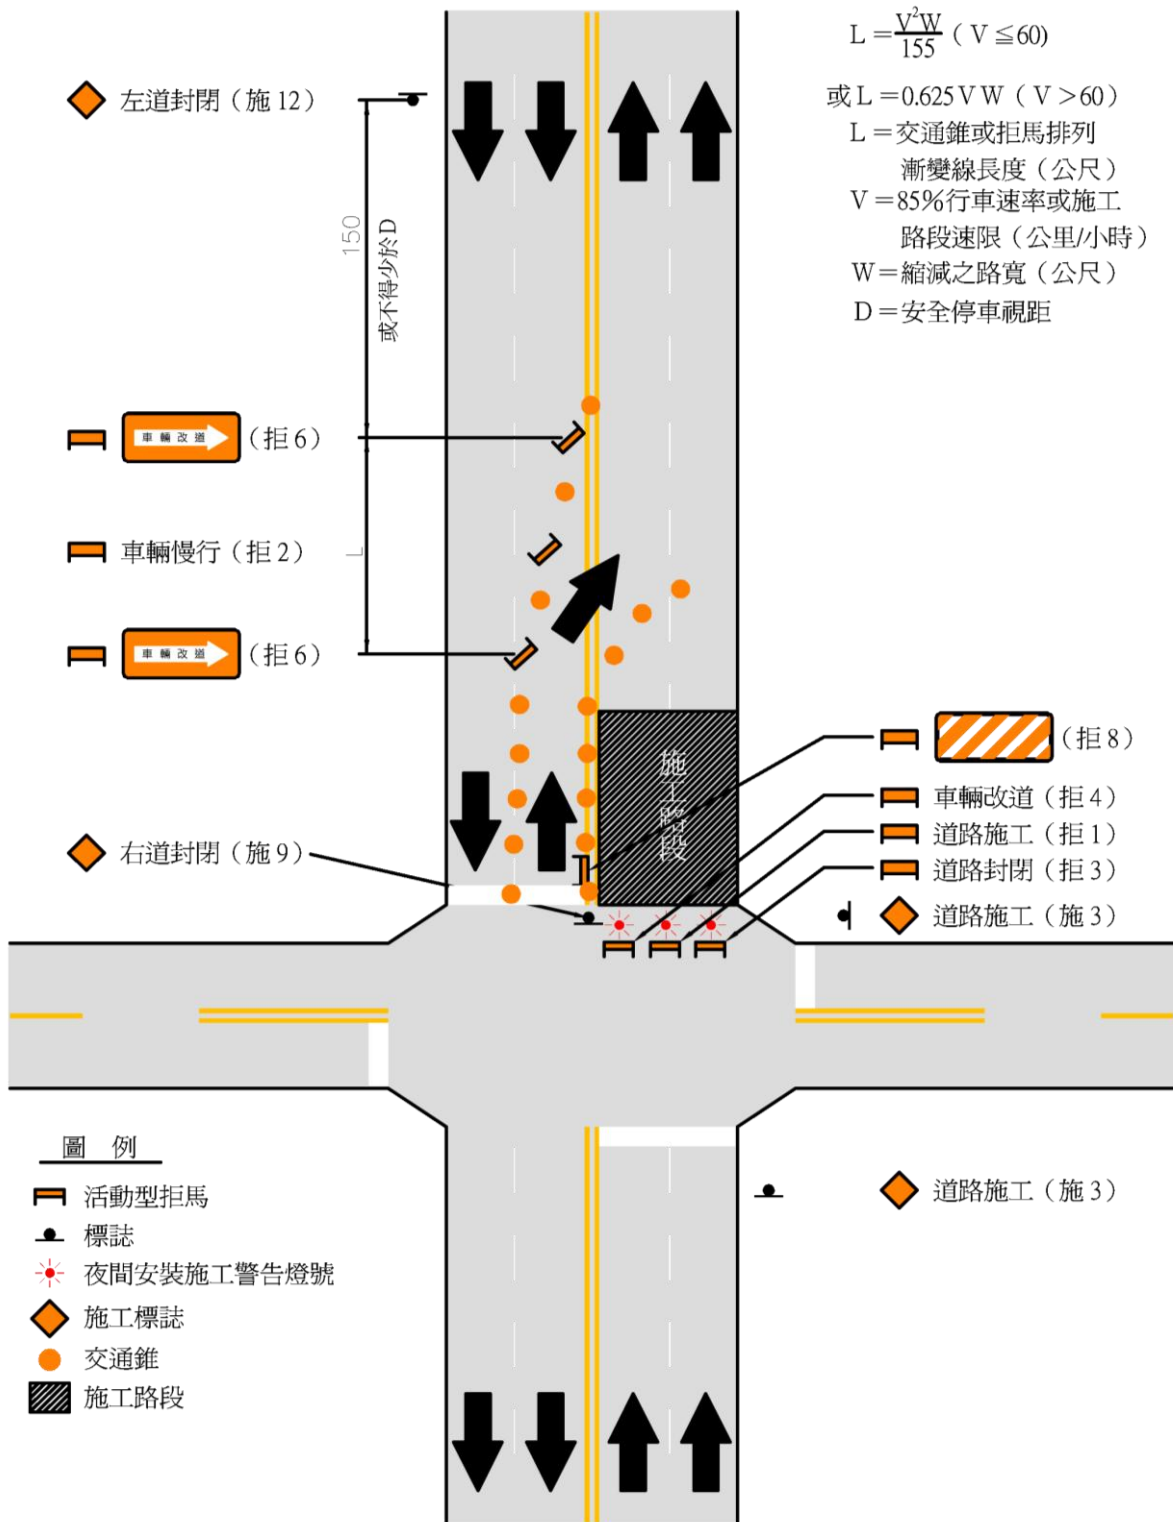 L＝V²W/155（V≦60)
或L＝0.625VW（V＞60）
L＝交通錐或拒馬排列
漸變線長度（公尺）
V＝85%行車速率或施工
路段速限（公里/小時）
W＝縮減之路寬（公尺）
D＝安全停車視距
左道封閉（施12）
150
或不得少於D
車輛改道
（拒6）
車輛慢行（拒2）
L
車輛改道
（拒6）
施工路段
（拒8）
車輛改道（拒4）
道路施工（拒1）
道路封閉（拒3）
道路施工（施3）
右道封閉（施9）
道路施工（施3）
圖 例
活動型拒馬
標誌
夜間安裝施工警告燈號
施工標誌
交通錐
施工路段